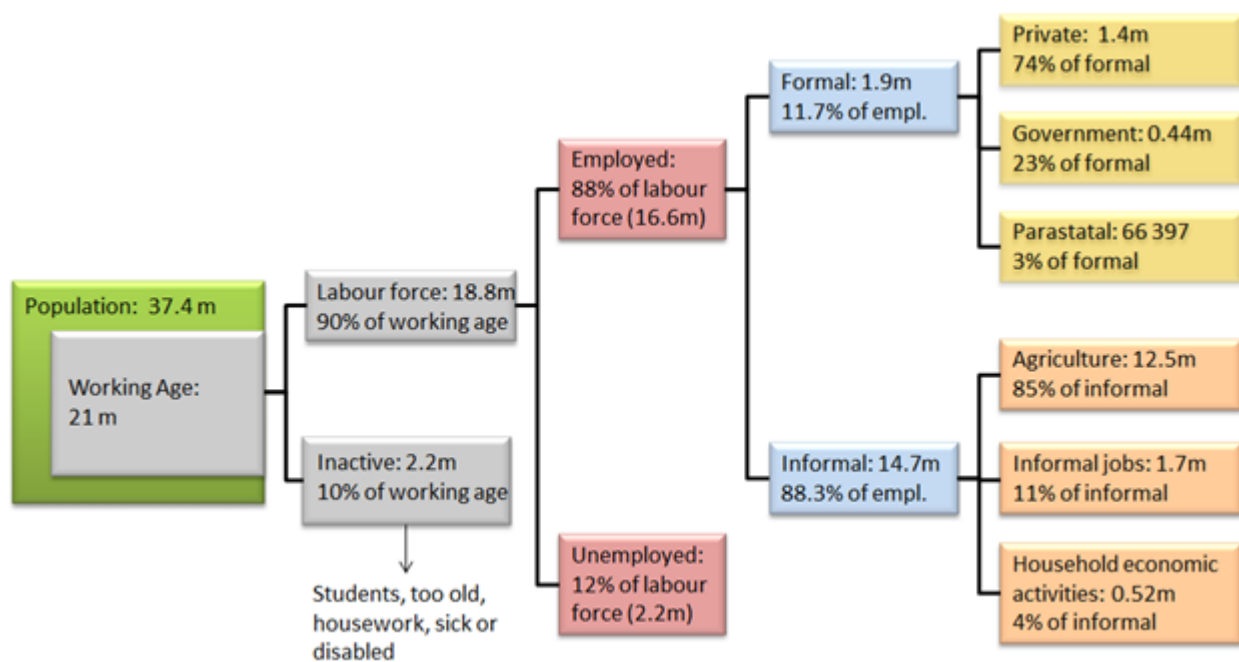 Population:  37.4 m
Working Age:
21 m
Labour force: 18.8m
90% of working age
Inactive: 2.2m
10% of working age
Students, too old,
housework, sick or
disabled
Employed:
88% of labour
force (16.6m)
Unemployed:
12% of labour
force (2.2m)
Formal: 1.9m
11.7% of empl.
Informal: 14.7m
88.3% of empl.
Private:  1.4m
74% of formal
Government: 0.44m
23% of formal
Parastatal: 66 397
3% of formal
Agriculture: 12.5m
85% of informal
Informal jobs: 1.7m
11% of informal
Household economic
activities: 0.52m
4% of informal